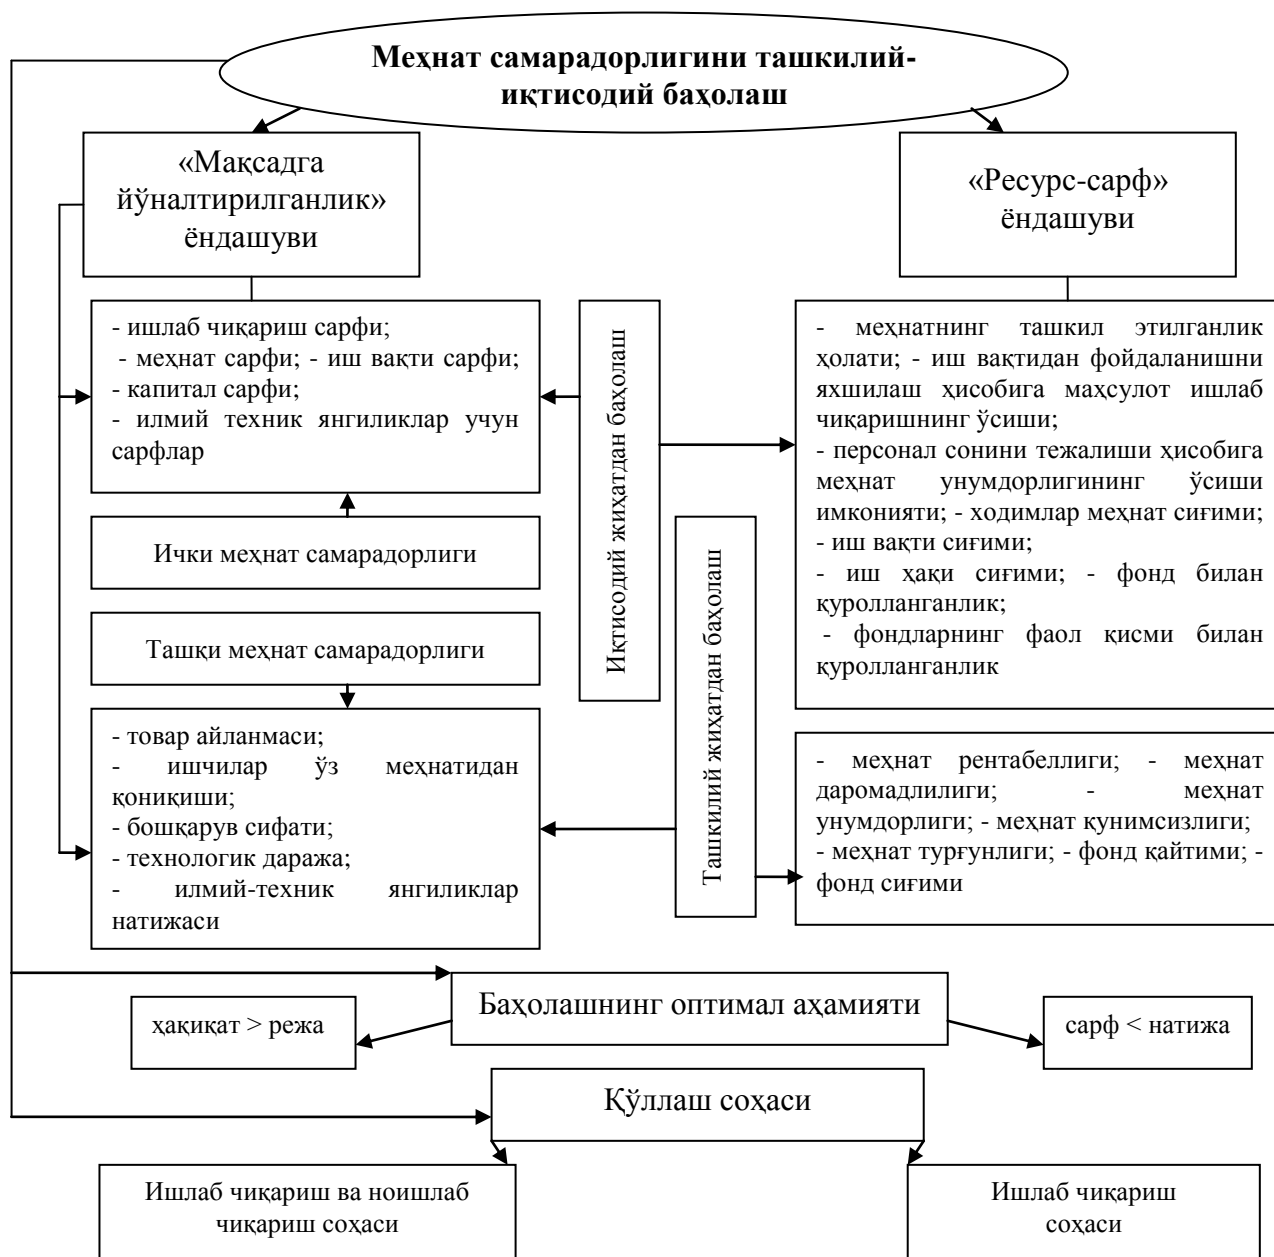 Меҳнат самарадорлигини ташкилий-
иқтисодий баҳолаш
«Мақсадга
йўналтирилганлик»
ёндашуви
«Ресурс-сарф»
ёндашуви
- ишлаб чиқариш сарфи;
- меҳнат сарфи; - иш вақти сарфи;
- капитал сарфи;
- илмий техник янгиликлар учун
сарфлар
Иқтисодий жиҳатдан баҳолаш
- меҳнатнинг ташкил этилганлик
ҳолати; - иш вақтидан фойдаланишни
яхшилаш ҳисобига маҳсулот ишлаб
чиқаришнинг ўсиши;
- персонал сонини тежалиши ҳисобига
меҳнат унумдорлигининг ўсиши
имконияти; - ходимлар меҳнат сиғими;
- иш вақти сиғими;
- иш ҳақи сиғими; - фонд билан
қуролланганлик;
- фондларнинг фаол қисми билан
қуролланганлик
Ички меҳнат самарадорлиги
Ташқи меҳнат самарадорлиги
Ташкилий жиҳатдан баҳолаш
- товар айланмаси;
- ишчилар ўз меҳнатидан
қониқиши;
- бошқарув сифати;
- технологик даража;
- илмий-техник янгиликлар
натижаси
- меҳнат рентабеллиги; - меҳнат
даромадлилиги; - меҳнат
унумдорлиги; - меҳнат қунимсизлиги;
- меҳнат турғунлиги; - фонд қайтими; -
фонд сиғими
Баҳолашнинг оптимал аҳамияти
ҳақиқат > режа
сарф < натижа
Қўллаш соҳаси
Ишлаб чиқариш ва ноишлаб
чиқариш соҳаси
Ишлаб чиқариш
соҳаси